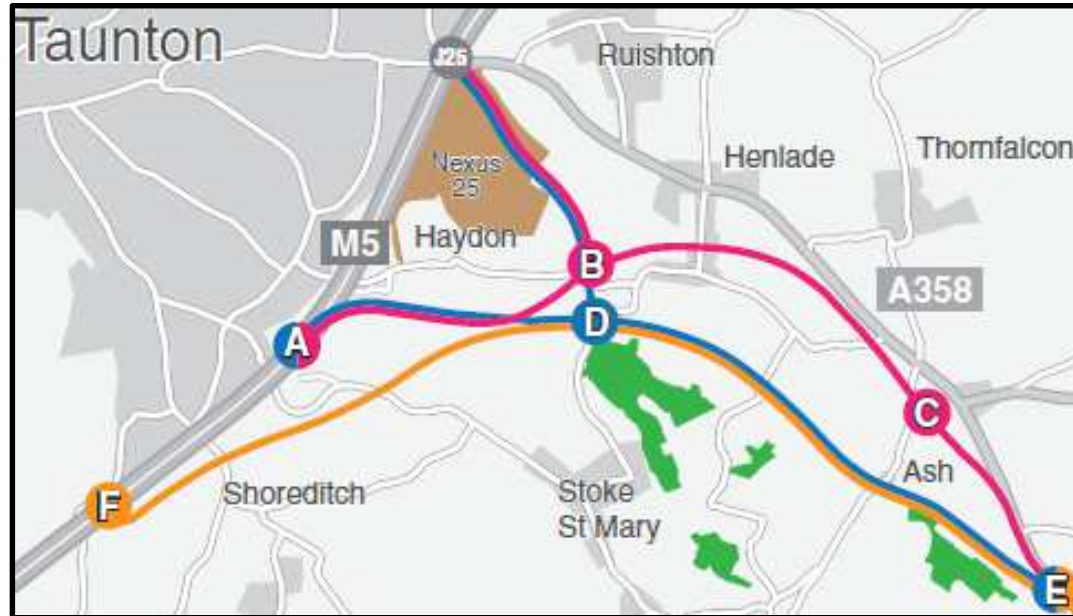 Taunton
J25
Ruishton
Henlade
Thornfalcon
Nexus
25
M5
Haydon
B
A358
D
A
C
Ash
F
Shoreditch
Stoke
St Mary
E